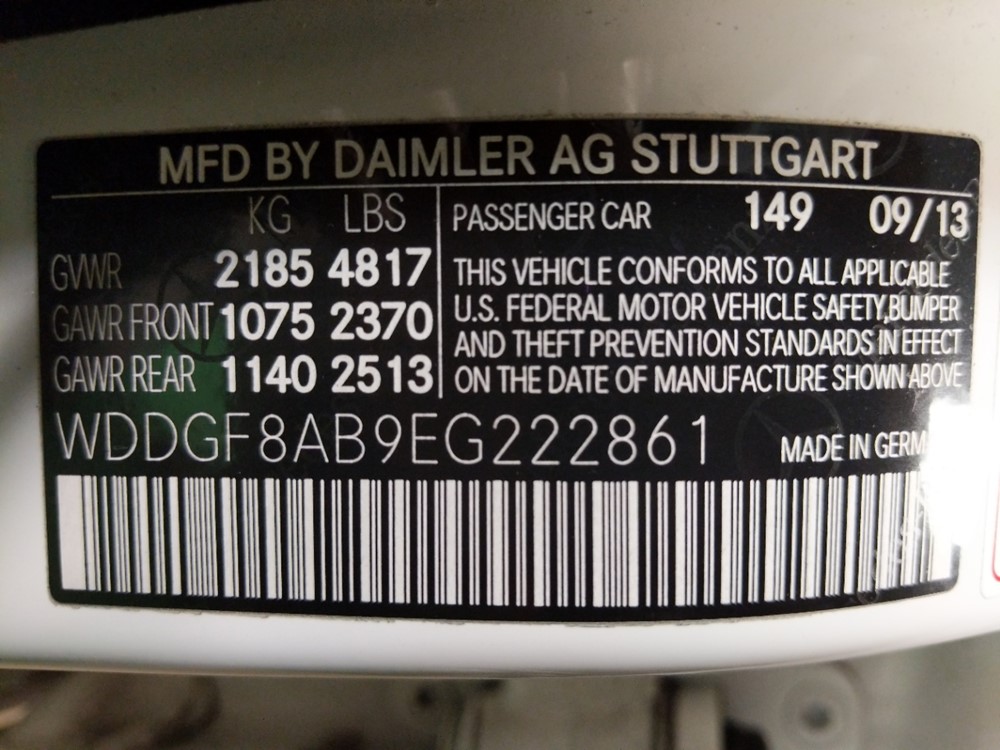 MFD BY DAIMLER AG STUTTGART
KG LBS
GVWR 2185 4817
GAWR FRONT 1075 2370
GAWR REAR 1140 2513
PASSENGER CAR 149 09/13
THIS VEHICLE CONFORMS TO ALL APPLICABLE
U.S. FEDERAL MOTOR VEHICLE SAFETY,BUMPER
AND THEFT PREVENTION STANDARDS IN EFFECT
ON THE DATE OF MANUFACTURE SHOWN ABOVE
WDDGF8AB9EG222861
MADE IN